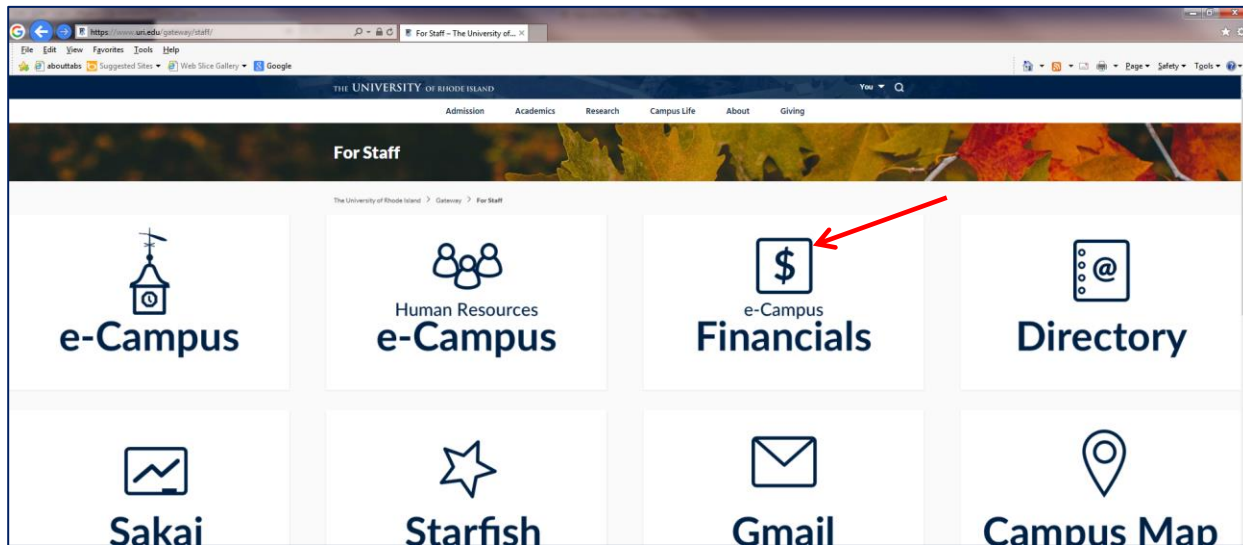 https://www.uri.edu/gateway/staff/
For Staff – The University of... ×
File Edit View Favorites Tools Help
abouttabs Suggested Sites Web Slice Gallery Google
Page Safety Tools
THE UNIVERSITY OF RHODE ISLAND
You
Admission Academics Research Campus Life About Giving
For Staff
The University of Rhode Island > Gateway > For Staff
e-Campus
Human Resources
e-Campus
$
e-Campus
Financials
@
Directory
Sakai
Starfish
Gmail
Campus Map